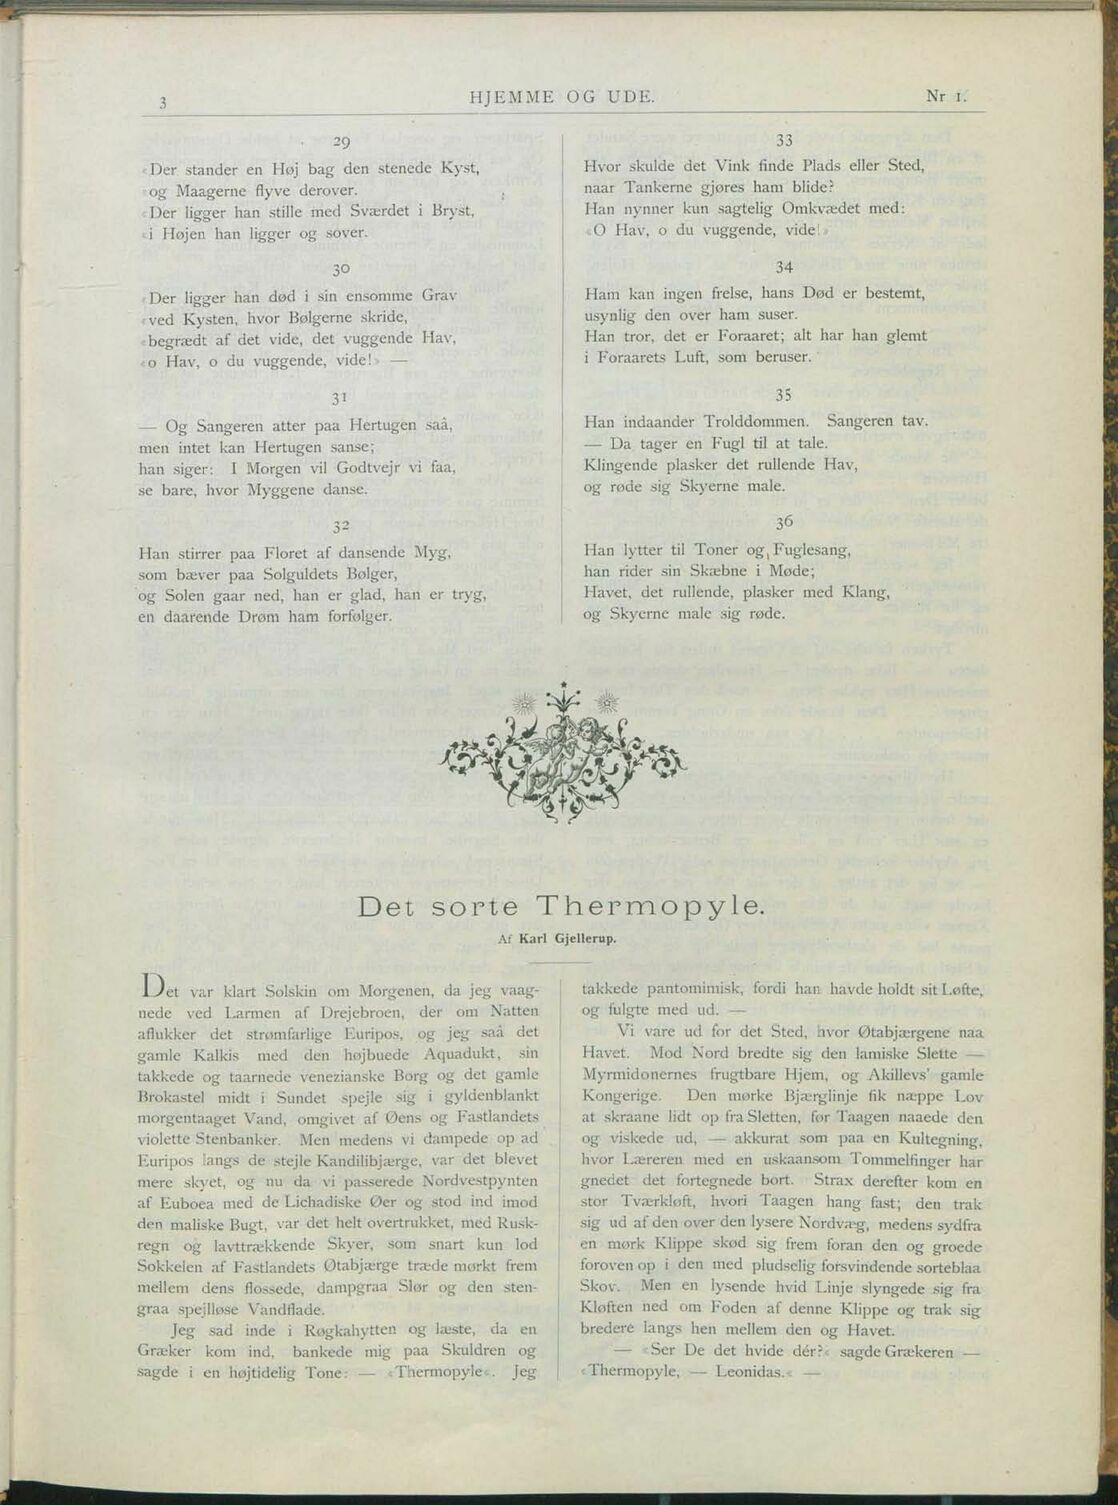 3
HJEMME OG UDE.
Nr 1.
29
«Der stander en Høj bag den stenede Kyst,
«og Maagerne flyve derover.
«Der ligger han stille med Sværdet i Bryst,
«i Højen han ligger og sover.
30
«Der ligger han død i sin ensomme Grav
«ved Kysten, hvor Bølgerne skride,
«begrædt af det vide, det vuggende Hav,
«o Hav, o du vuggende, vide!» —
31
— Og Sangeren atter paa Hertugen saå,
men intet kan Hertugen sanse;
han siger: I Morgen vil Godtvejr vi faa,
se bare, hvor Myggene danse.
32
Han stirrer paa Floret af dansende Myg,
som bæver paa Solguldets Bølger,
og Solen gaar ned, han er glad, han er tryg,
en daarende Drøm ham forfølger.
33
Hvor skulde det Vink finde Plads eller Sted,
naar Tankerne gjøres ham blide?
Han nynner kun sagtelig Omkvædet med:
«O Hav, o du vuggende, vide!»
34
Ham kan ingen frelse, hans Død er bestemt,
usynlig den over ham suser.
Han tror, det er Foraaret; alt har han glemt
i Foraarets Luft, som beruser.
35
Han indaander Trolddommen. Sangeren tav.
— Da tager en Fugl til at tale.
Klingende plasker det rullende Hav,
og røde sig Skyerne male.
36
Han lytter til Toner og Fuglesang,
han rider sin Skæbne i Møde;
Havet, det rullende, plasker med Klang,
og Skyerne male sig røde.
Det sorte Thermopyle.
Af Karl Gjellerup.
Det var klart Solskin om Morgenen, da jeg vaag-
nede ved Larmen af Drejebroen, der om Natten
aflukker det strømfarlige Euripos, og jeg saå det
gamle Kalkis med den højbuede Aquadukt, sin
takkede og taarnede venezianske Borg og det gamle
Brokastel midt i Sundet spejle sig i gyldenblankt
morgentaaget Vand, omgivet af Øens og Fastlandets
violette Stenbanker. Men medens vi dampede op ad
Euripos langs de stejle Kandilibjærge, var det blevet
mere skyet, og nu da vi passerede Nordvestpynten
af Euboea med de Lichadiske Øer og stod ind imod
den maliske Bugt, var det helt overtrukket, med Rusk-
regn og lavttrækkende Skyer, som snart kun lod
Sokkelen af Fastlandets Øtabjærge træde mørkt frem
mellem dens flossede, dampgraa Slør og den sten-
graa spejlløse Vandflade.
Jeg sad inde i Røgkahytten og læste, da en
Græker kom ind, bankede mig paa Skuldren og
sagde i en højtidelig Tone: — «Thermopyle«. Jeg
takkede pantomimisk, fordi han havde holdt sit Løfte,
og fulgte med ud. —
Vi vare ud for det Sted, hvor Øtabjærgene naa
Havet. Mod Nord bredte sig den lamiske Slette —
Myrmidonernes frugtbare Hjem, og Akillevs' gamle
Kongerige. Den mørke Bjærglinje fik næppe Lov
at skraane lidt op fra Sletten, før Taagen naaede den
og viskede ud, — akkurat som paa en Kultegning,
hvor Læreren med en uskaansom Tommelfinger har
gnedet det fortegnede bort. Strax derefter kom en
stor Tværkløft, hvori Taagen hang fast; den trak
sig ud af den over den lysere Nordvæg, medens sydfra
en mørk Klippe skød sig frem foran den og groede
foroven op i den med pludselig forsvindende sorteblaa
Skov. Men en lysende hvid Linje slyngede sig fra
Kløften ned om Foden af denne Klippe og trak sig
bredere langs hen mellem den og Havet.
— «Ser De det hvide dér?« sagde Grækeren —
«Thermopyle, — Leonidas.« —